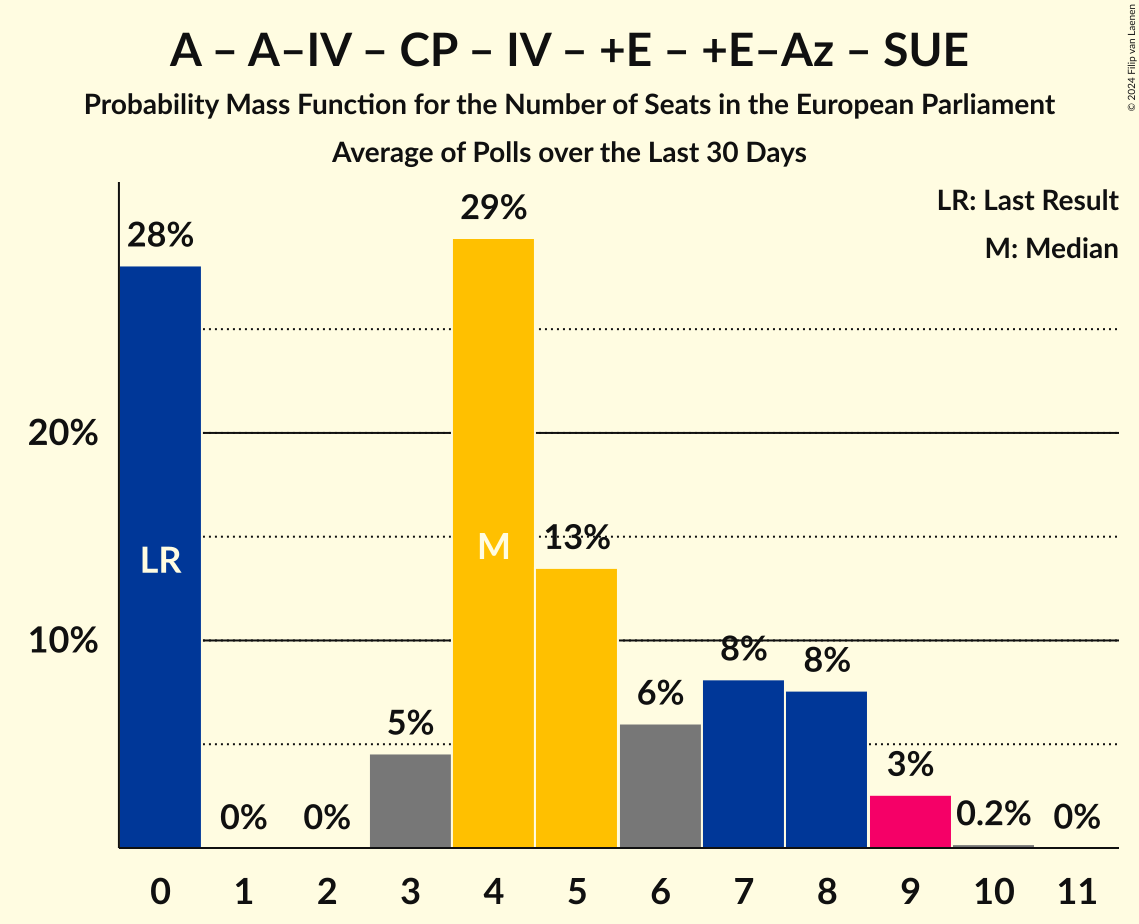 A – A–IV – CP – IV – +E – +E–Az – SUE
Probability Mass Function for the Number of Seats in the European Parliament
Average of Polls over the Last 30 Days
© 2024 Filip van Laenen
LR: Last Result
M: Median
28% 0% 0% 5% 29% 13% 6% 8% 8% 3% 0.2% 0%
20%
10%
LR M
0 1 2 3 4 5 6 7 8 9 10 11